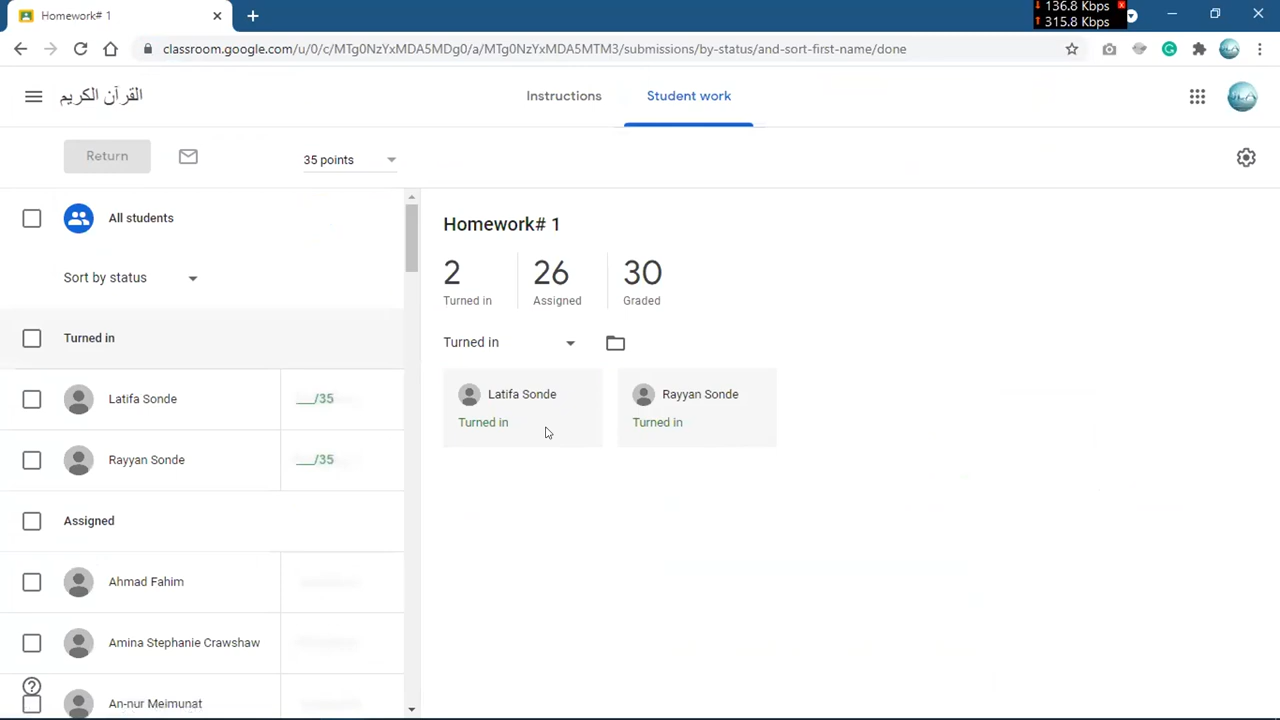 Homework# 1
136.8 Kbps
315.8 Kbps
classroom.google.com/u/0/c/MTg0NzYxMDA5MDg0/a/MTg0NzYxMDA5MTM3/submissions/by-status/and-sort-first-name/done
القرآن الكريم
Instructions
Student work
Return
35 points
All students
Sort by status
Turned in
Latifa Sonde
___/35
Rayyan Sonde
___/35
Assigned
Ahmad Fahim
Amina Stephanie Crawshaw
An-nur Meimunat
Homework# 1
2 26 30
Turned in Assigned Graded
Turned in
Latifa Sonde
Turned in
Rayyan Sonde
Turned in